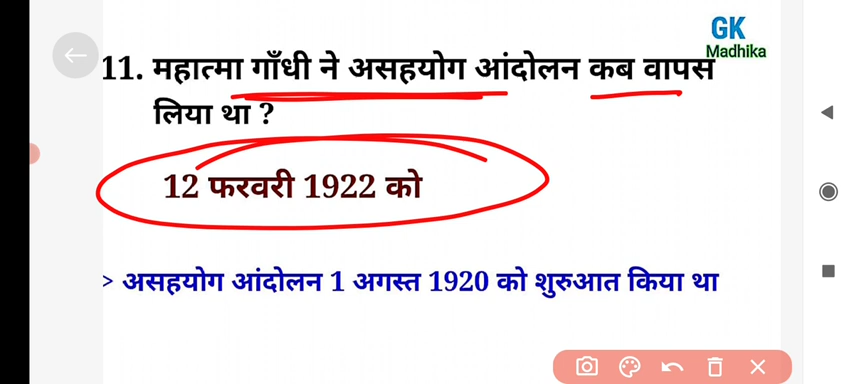 GK
Madhika
11. महात्मा गाँधी ने असहयोग आंदोलन कब वापस
लिया था ?
12 फरवरी 1922 को
> असहयोग आंदोलन 1 अगस्त 1920 को शुरुआत किया था